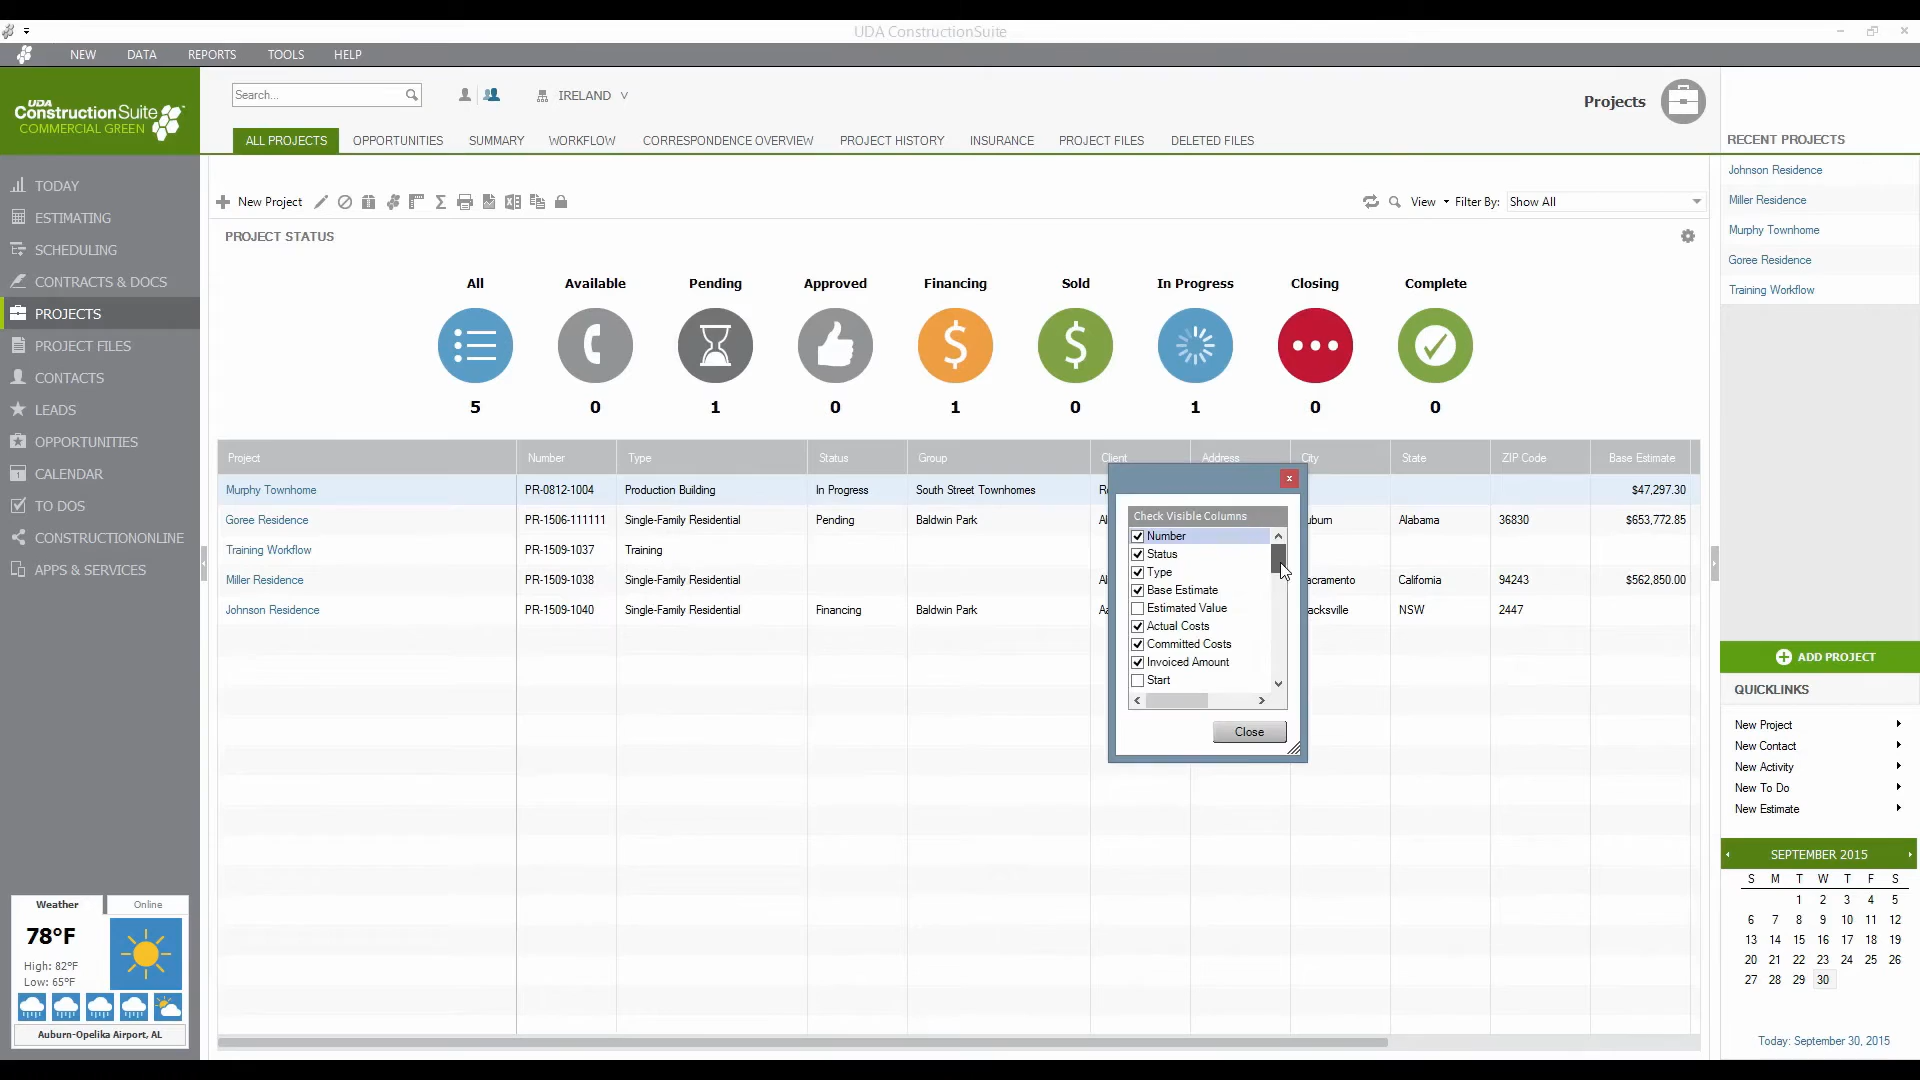 UDA ConstructionSuite
NEW DATA REPORTS TOOLS HELP
UDA
ConstructionSuite™
COMMERCIAL GREEN
Search...
IRELAND
Projects
ALL PROJECTS OPPORTUNITIES SUMMARY WORKFLOW CORRESPONDENCE OVERVIEW PROJECT HISTORY INSURANCE PROJECT FILES DELETED FILES
TODAY
ESTIMATING
SCHEDULING
CONTRACTS & DOCS
PROJECTS
PROJECT FILES
CONTACTS
LEADS
OPPORTUNITIES
CALENDAR
TO DOS
CONSTRUCTIONONLINE
APPS & SERVICES
Weather Online
78°F
High: 82°F
Low: 65°F
Auburn-Opelika Airport, AL
New Project
View Filter By: Show All
PROJECT STATUS
All Available Pending Approved Financing Sold In Progress Closing Complete
5 0 1 0 1 0 1 0 0
Project Number Type Status Group Client Address City State ZIP Code Base Estimate
Murphy Townhome PR-0812-1004 Production Building In Progress South Street Townhomes $47,297.30
Goree Residence PR-1506-111111 Single-Family Residential Pending Baldwin Park uburn Alabama 36830 $653,772.85
Training Workflow PR-1509-1037 Training
Miller Residence PR-1509-1038 Single-Family Residential acramento California 94243 $562,850.00
Johnson Residence PR-1509-1040 Single-Family Residential Financing Baldwin Park acksville NSW 2447
Check Visible Columns
Number
Status
Type
Base Estimate
Estimated Value
Actual Costs
Committed Costs
Invoiced Amount
Start
Close
RECENT PROJECTS
Johnson Residence
Miller Residence
Murphy Townhome
Goree Residence
Training Workflow
ADD PROJECT
QUICKLINKS
New Project
New Contact
New Activity
New To Do
New Estimate
SEPTEMBER 2015
S M T W T F S
1 2 3 4 5
6 7 8 9 10 11 12
13 14 15 16 17 18 19
20 21 22 23 24 25 26
27 28 29 30
Today: September 30, 2015